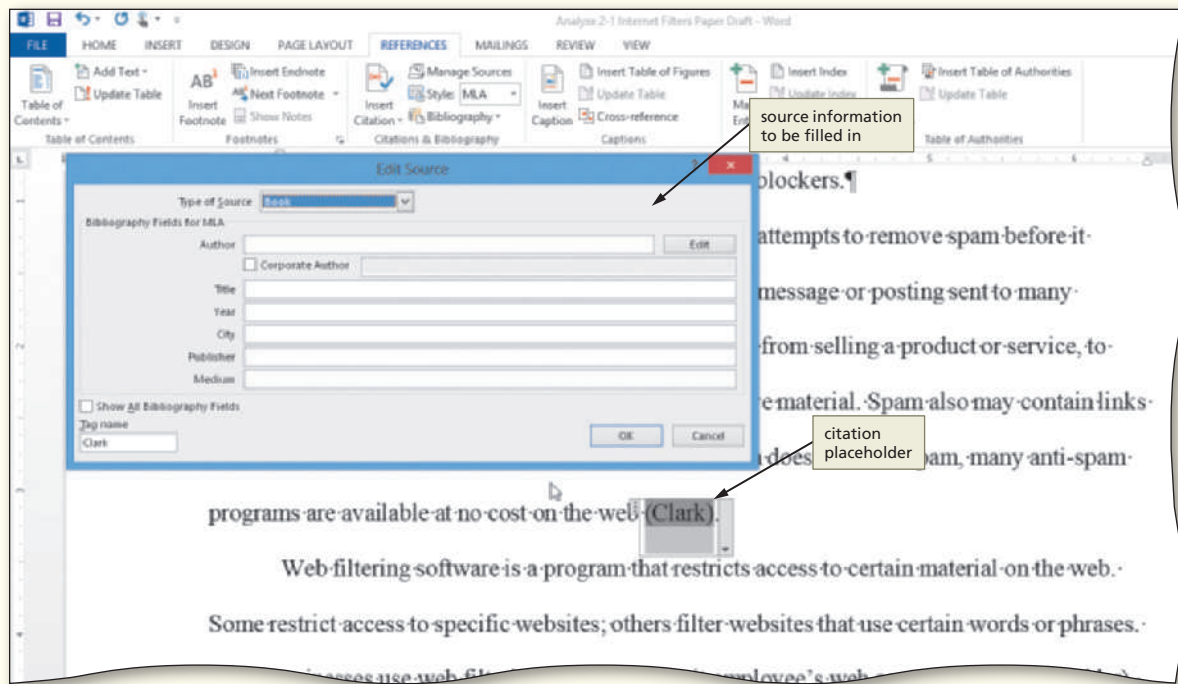 Analyze 2-1 Internet Filters Paper Draft - Word
FILE HOME INSERT DESIGN PAGE LAYOUT REFERENCES MAILINGS REVIEW VIEW
Table of Contents
Add Text
Update Table
Table of Contents
AB¹
Insert Footnote
Insert Endnote
Next Footnote
Show Notes
Footnotes
Insert Citation
Manage Sources
Style: MLA
Bibliography
Citations & Bibliography
Insert Caption
Insert Table of Figures
Update Table
Cross-reference
Captions
Insert Index
Update Index
Insert Table of Authorities
Update Table
Table of Authorities
source information
to be filled in
Edit Source
? ×
Type of Source Book
Bibliography Fields for MLA
Author
Edit
Corporate Author
Title
Year
City
Publisher
Medium
Show All Bibliography Fields
Tag name
Clark
OK Cancel
citation
placeholder
blockers.¶
attempts·to·remove·spam·before·it·
message·or·posting·sent·to·many·
from·selling·a·product·or·service,·to·
material.·Spam·also·may·contain·links·
does many·anti-spam·
programs·are·available·at·no·cost·on·the·web·(Clark).
Web·filtering·software·is·a·program·that·restricts·access·to·certain·material·on·the·web.·
Some·restrict·access·to·specific·websites;·others·filter·websites·that·use·certain·words·or·phrases.·